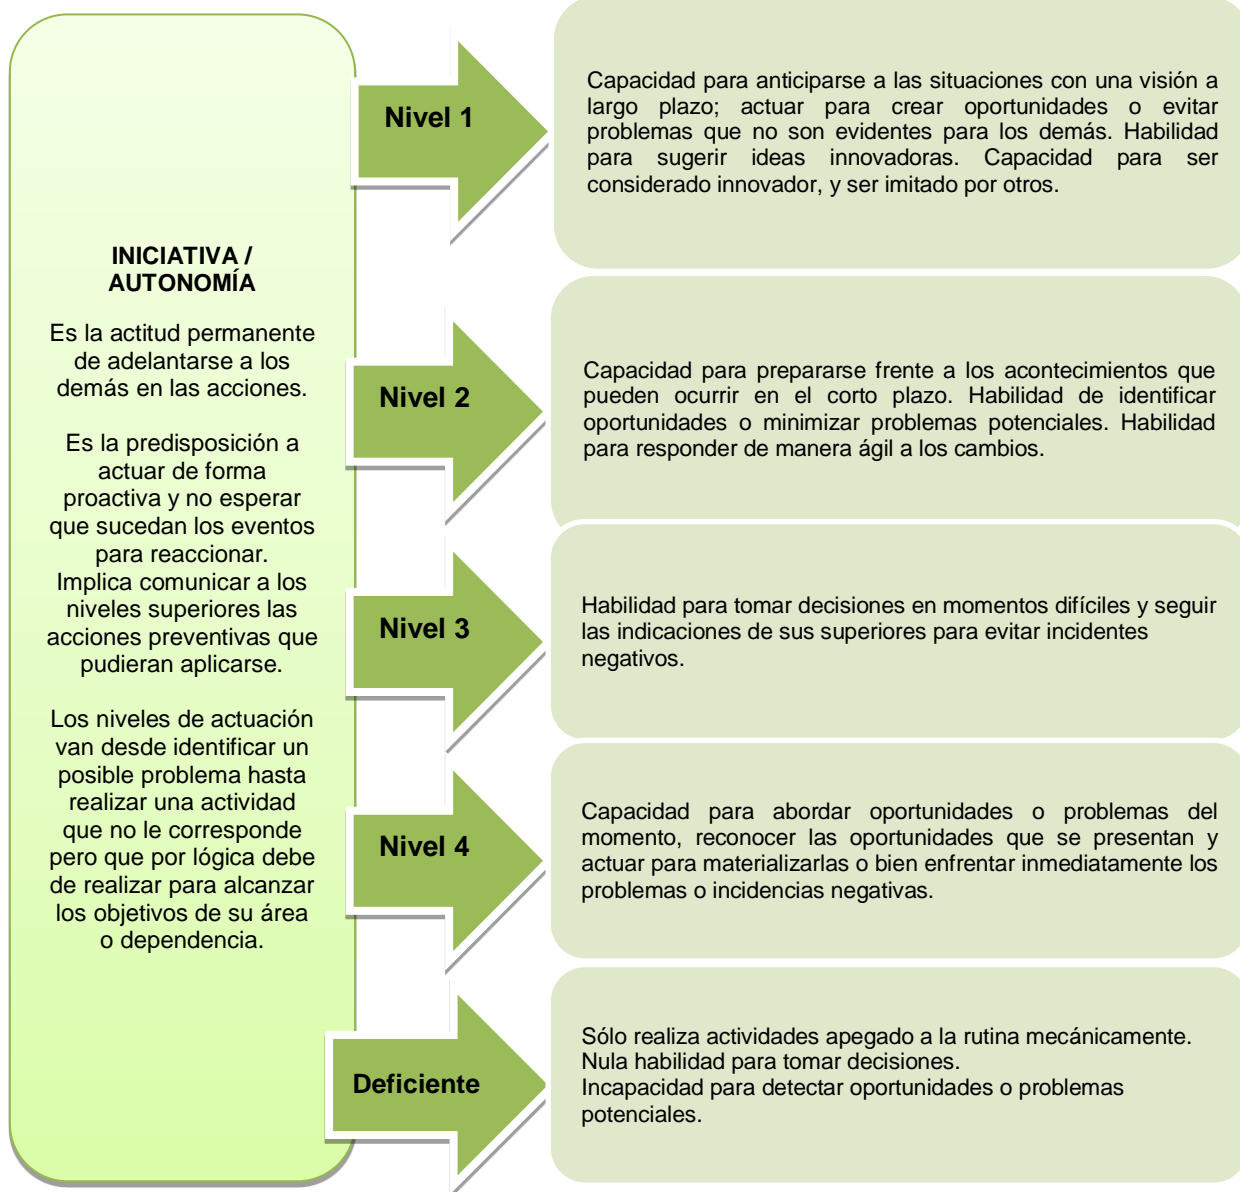 INICIATIVA /
AUTONOMÍA
Es la actitud permanente
de adelantarse a los
demás en las acciones.
Es la predisposición a
actuar de forma
proactiva y no esperar
que sucedan los eventos
para reaccionar.
Implica comunicar a los
niveles superiores las
acciones preventivas que
pudieran aplicarse.
Los niveles de actuación
van desde identificar un
posible problema hasta
realizar una actividad
que no le corresponde
pero que por lógica debe
de realizar para alcanzar
los objetivos de su área
o dependencia.
Nivel 1
Capacidad para anticiparse a las situaciones con una visión a
largo plazo; actuar para crear oportunidades o evitar
problemas que no son evidentes para los demás. Habilidad
para sugerir ideas innovadoras. Capacidad para ser
considerado innovador, y ser imitado por otros.
Nivel 2
Capacidad para prepararse frente a los acontecimientos que
pueden ocurrir en el corto plazo. Habilidad de identificar
oportunidades o minimizar problemas potenciales. Habilidad
para responder de manera ágil a los cambios.
Nivel 3
Habilidad para tomar decisiones en momentos difíciles y seguir
las indicaciones de sus superiores para evitar incidentes
negativos.
Nivel 4
Capacidad para abordar oportunidades o problemas del
momento, reconocer las oportunidades que se presentan y
actuar para materializarlas o bien enfrentar inmediatamente los
problemas o incidencias negativas.
Deficiente
Sólo realiza actividades apegado a la rutina mecánicamente.
Nula habilidad para tomar decisiones.
Incapacidad para detectar oportunidades o problemas
potenciales.